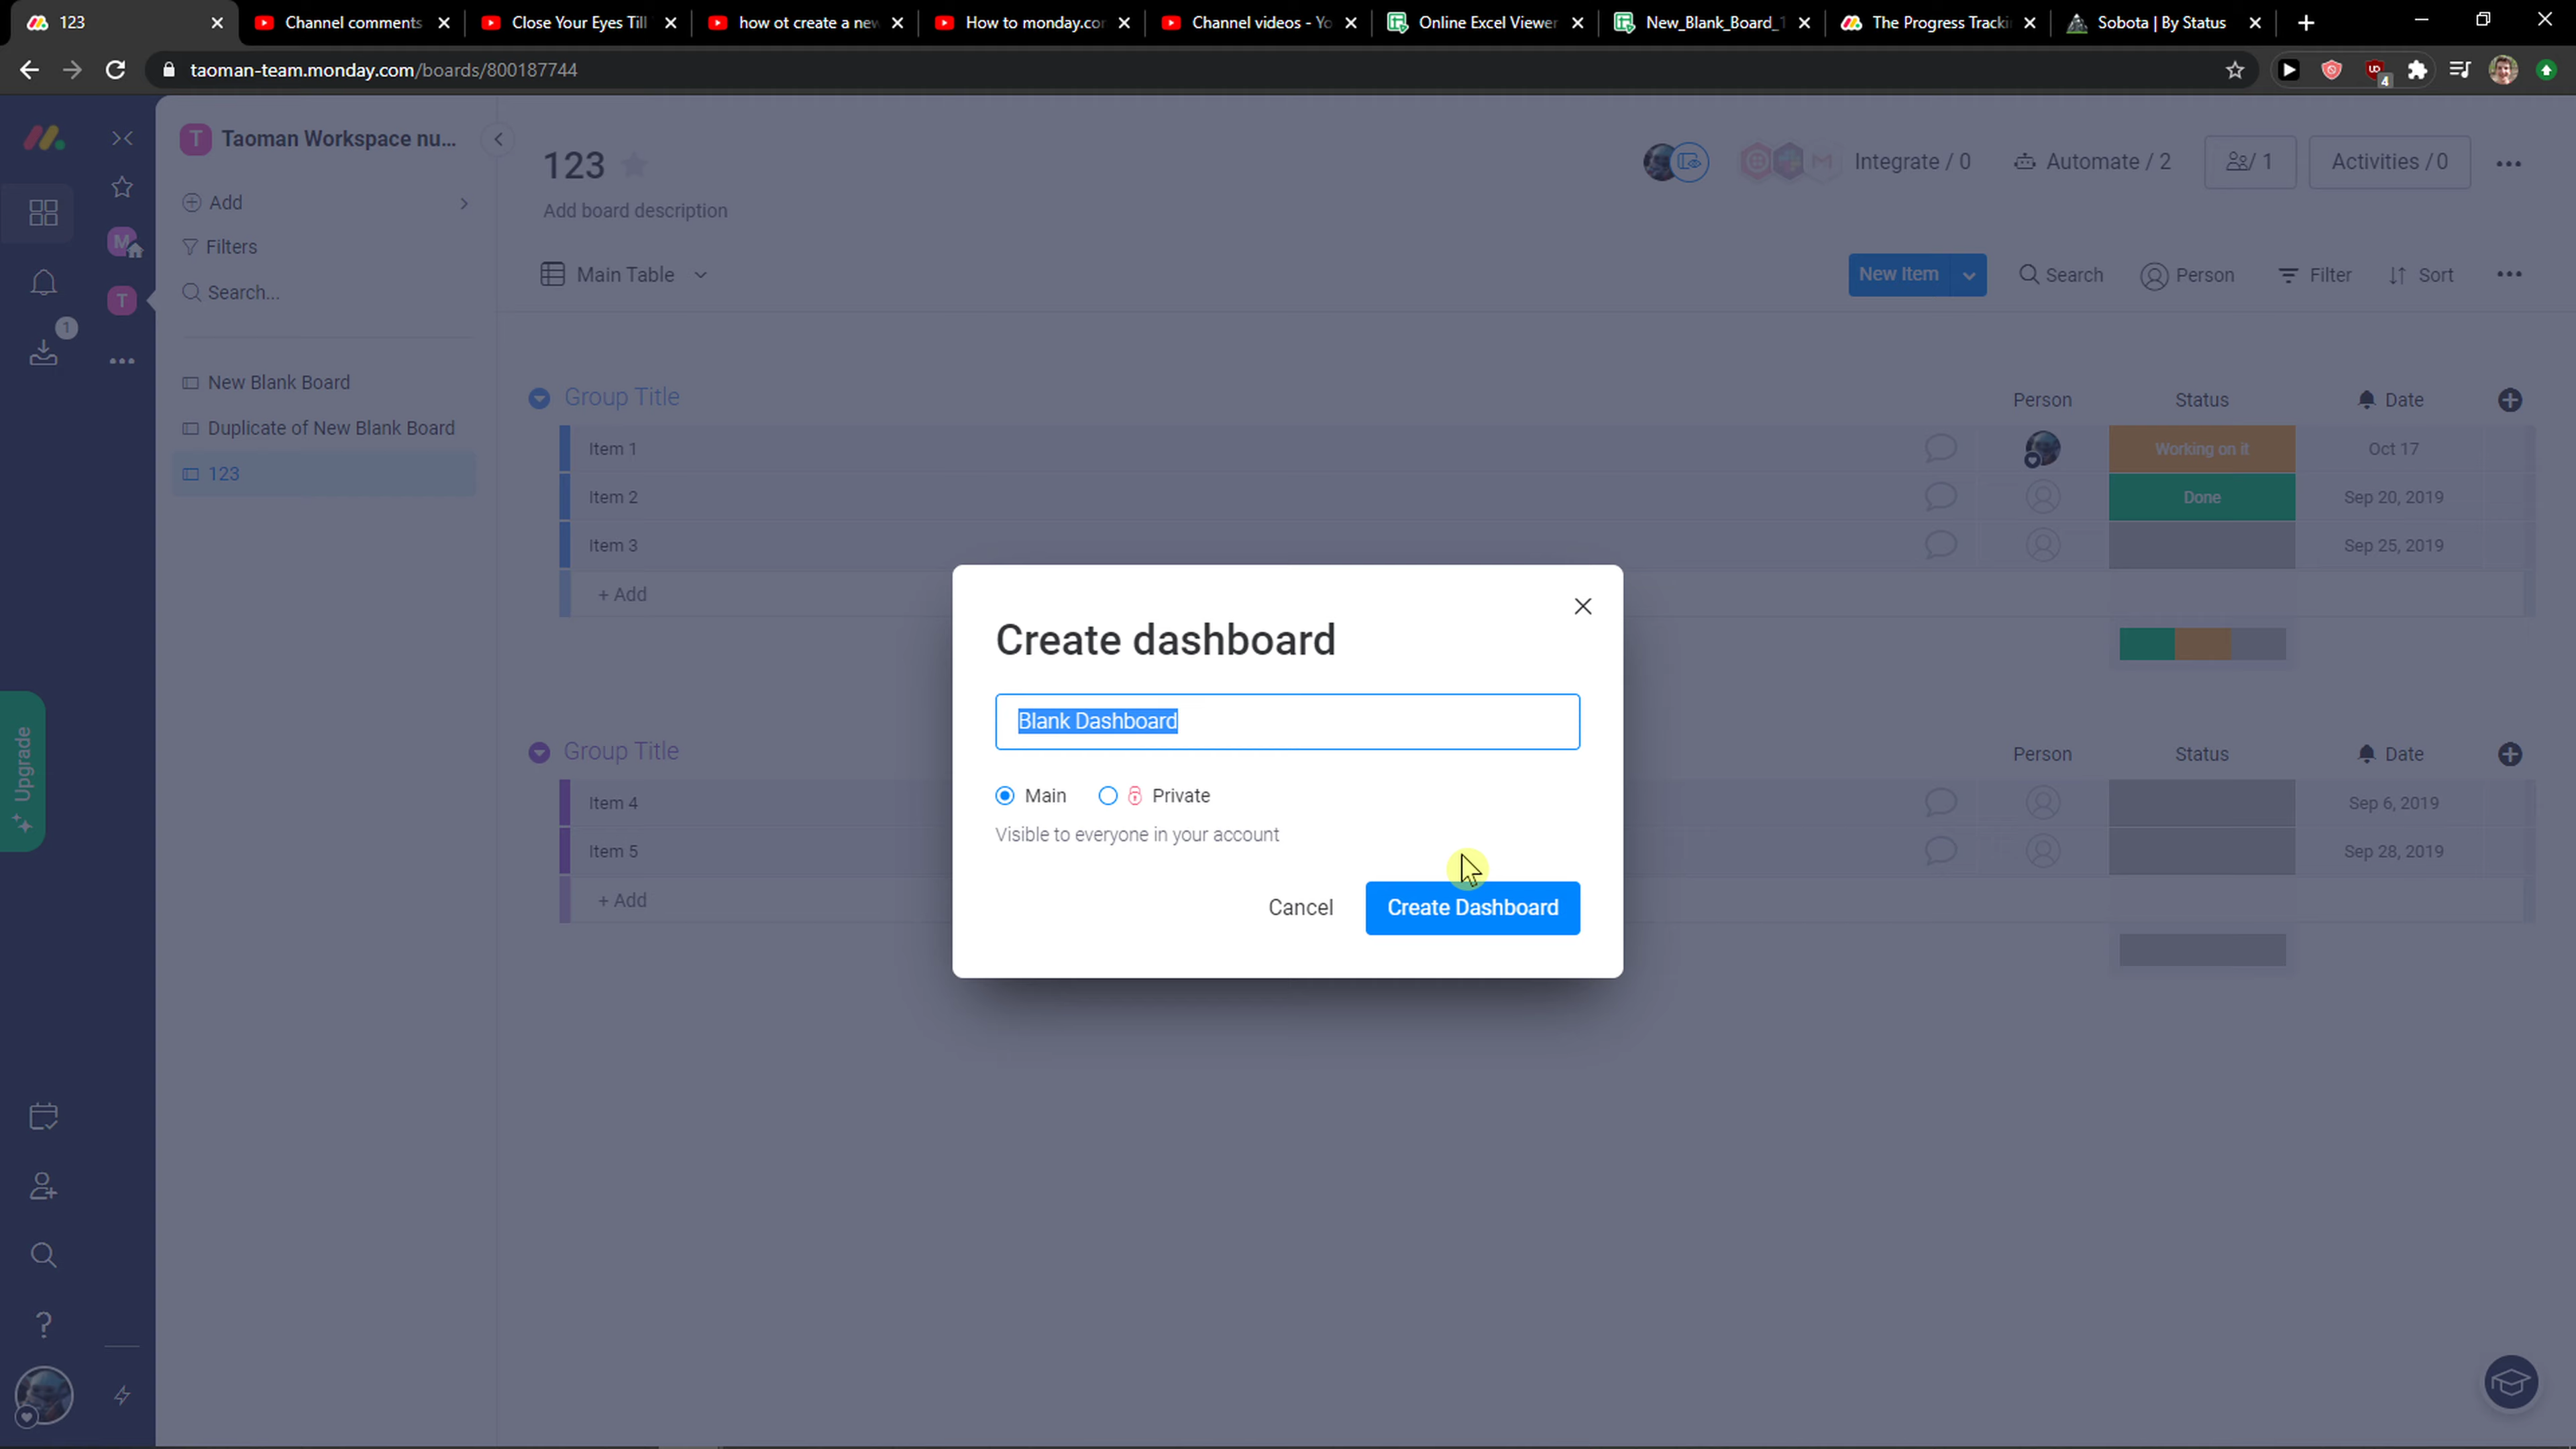 123
Channel comments
Close Your Eyes Till
how ot create a new
How to monday.cor
Channel videos - Yo
Online Excel Viewer
New_Blank_Board_1
The Progress Tracki
Sobota | By Status
taoman-team.monday.com/boards/800187744
4
T
Taoman Workspace nu...
Add
Filters
Search...
New Blank Board
Duplicate of New Blank Board
123
M
T
1
Upgrade
?
123
Add board description
M
Integrate / 0
Automate / 2
/ 1
Activities / 0
Main Table
New Item
Search
Person
Filter
Sort
Group Title
Person
Status
Date
Item 1
Working on it
Oct 17
Item 2
Done
Sep 20, 2019
Item 3
Sep 25, 2019
+ Add
Group Title
Person
Status
Date
Item 4
Sep 6, 2019
Item 5
Sep 28, 2019
+ Add
Create dashboard
Blank Dashboard
Main
Private
Visible to everyone in your account
Cancel
Create Dashboard